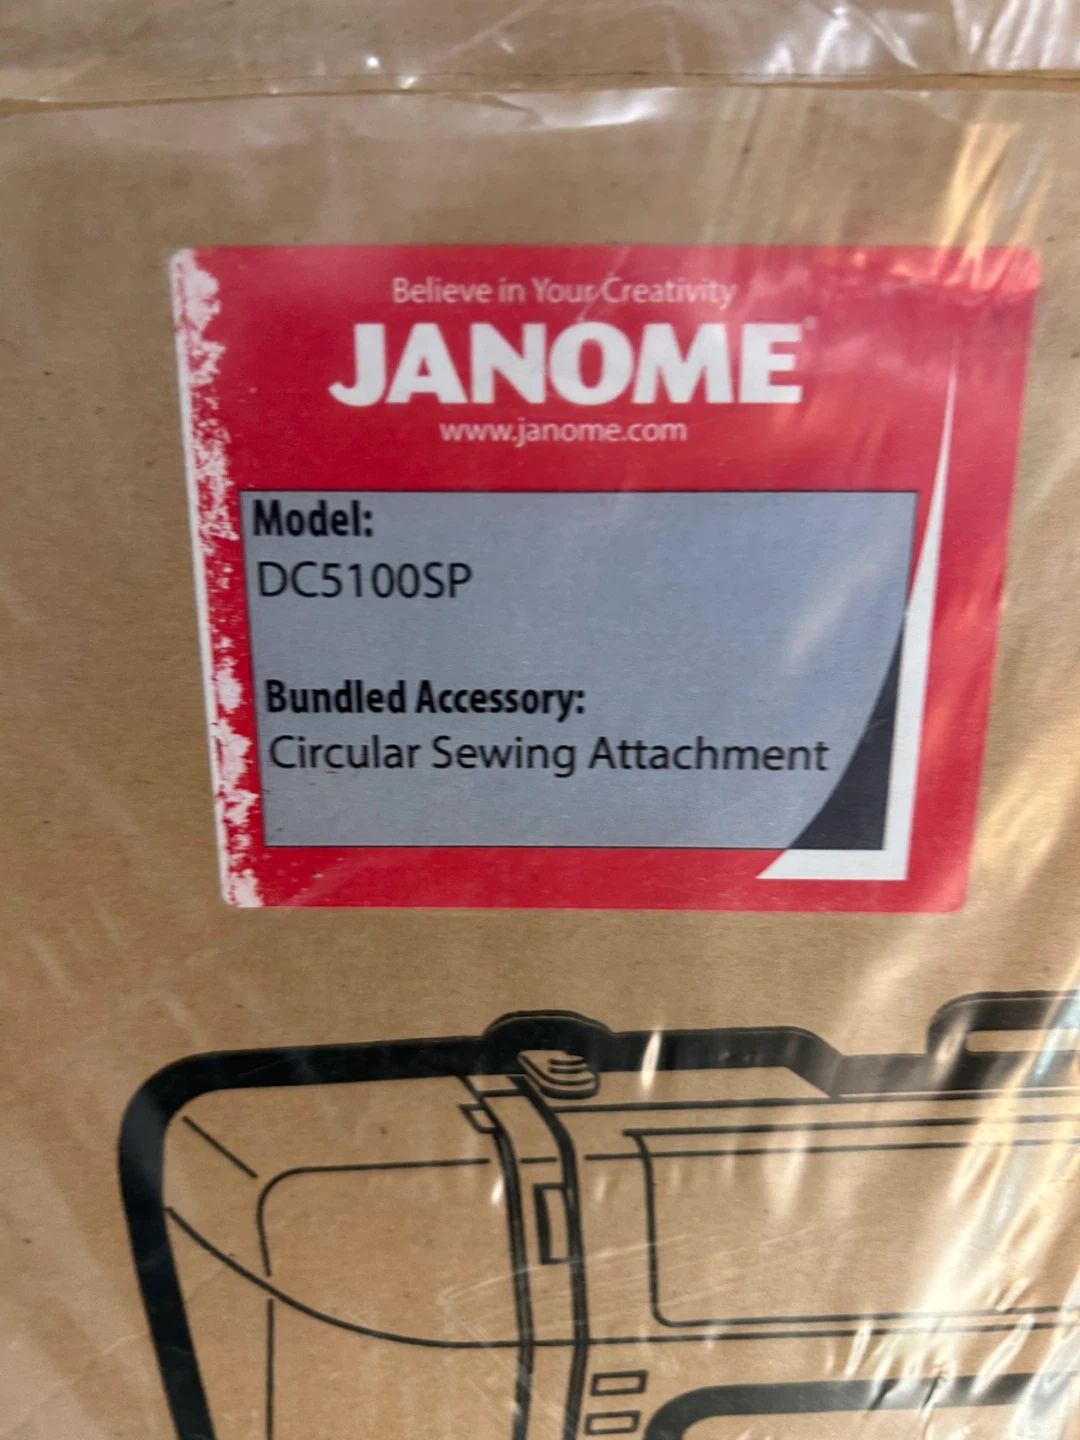 Believe in Your Creativity
JANOME
www.janome.com
Model:
DC5100SP
Bundled Accessory:
Circular Sewing Attachment